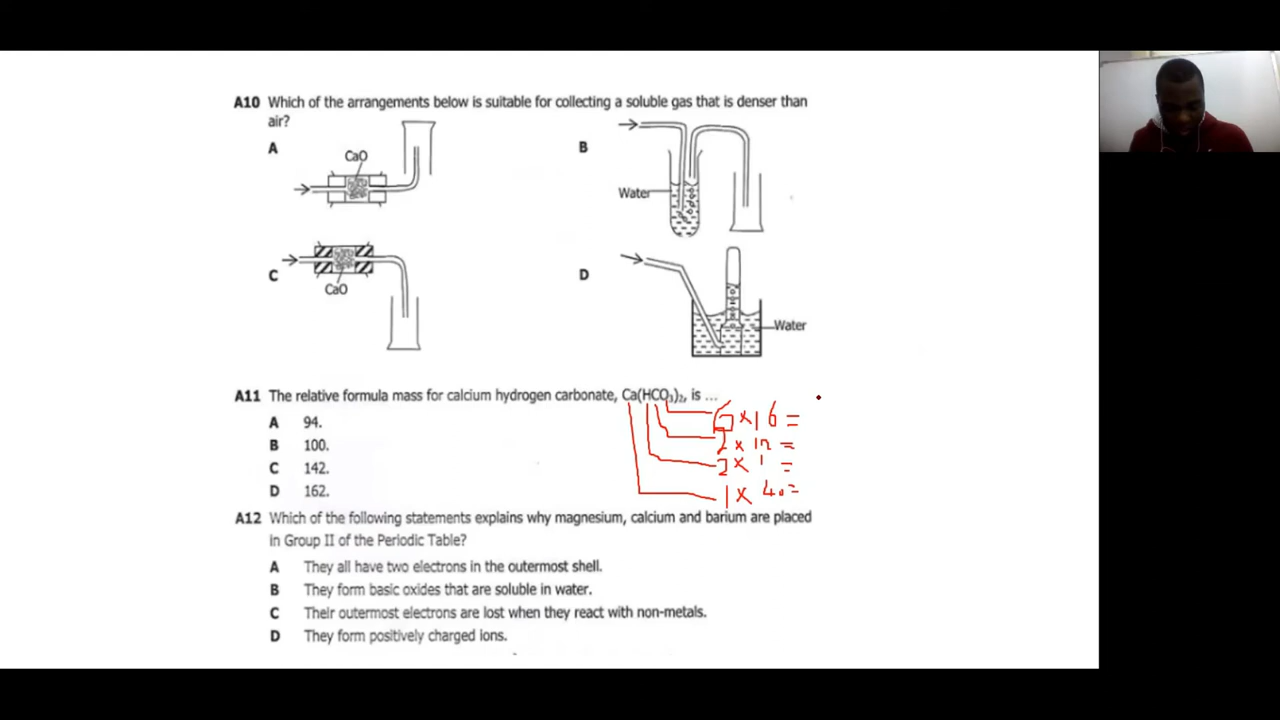 A10 Which of the arrangements below is suitable for collecting a soluble gas that is denser than
air?
A
CaO
B
Water
C
CaO
D
Water
A11 The relative formula mass for calcium hydrogen carbonate, Ca(HCO₃)₂, is ...
A 94.
B 100.
C 142.
D 162.
×16=
2 × 12 =
2 × 1 =
1 × 40=
A12 Which of the following statements explains why magnesium, calcium and barium are placed
in Group II of the Periodic Table?
A They all have two electrons in the outermost shell.
B They form basic oxides that are soluble in water.
C Their outermost electrons are lost when they react with non-metals.
D They form positively charged ions.